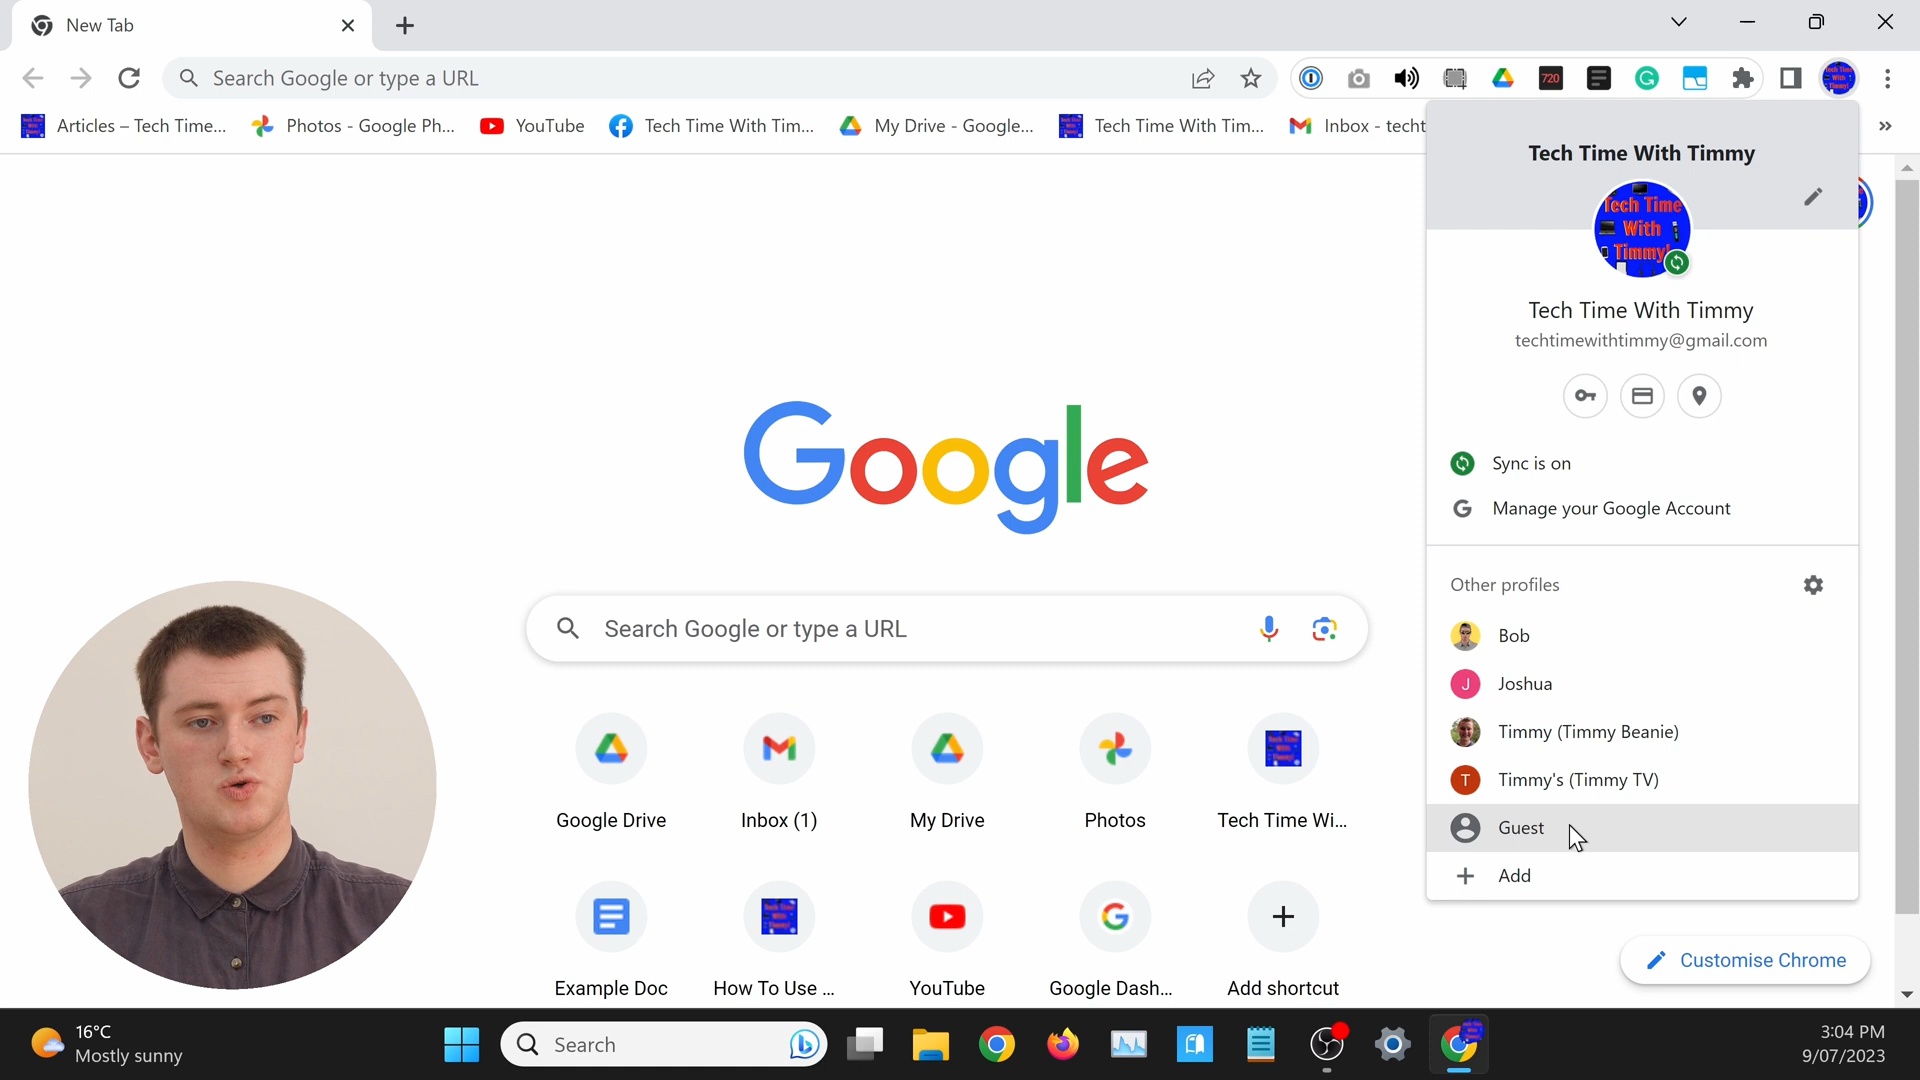 New Tab
Search Google or type a URL
720
Articles – Tech Time...
Photos - Google Ph...
YouTube
Tech Time With Tim...
My Drive - Google...
Tech Time With Tim...
Inbox - techt
Tech Time With Timmy
Tech Time
With
Timmy!
Tech Time With Timmy
techtimewithtimmy@gmail.com
Sync is on
Manage your Google Account
Other profiles
Bob
J
Joshua
Timmy (Timmy Beanie)
T
Timmy's (Timmy TV)
Guest
Add
Google
Search Google or type a URL
Google Drive
Inbox (1)
My Drive
Photos
Tech Time Wi...
Example Doc
How To Use ...
YouTube
Google Dash...
Add shortcut
Customise Chrome
16°C
Mostly sunny
Search
3:04 PM
9/07/2023